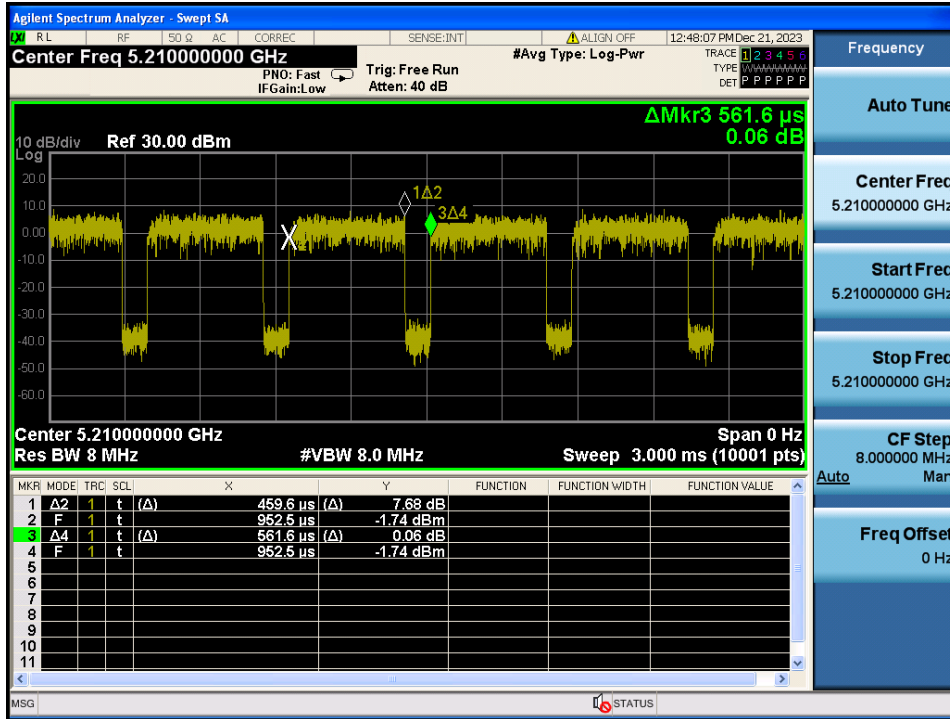 Agilent Spectrum Analyzer - Swept SA
LXI RL RF 50 Ω AC CORREC SENSE:INT ALIGN OFF 12:48:07 PM Dec 21, 2023
Center Freq 5.210000000 GHz
PNO: Fast
IFGain:Low
Trig: Free Run
Atten: 40 dB
#Avg Type: Log-Pwr
TRACE 1 2 3 4 5 6
TYPE
DET P P P P P P
ΔMkr3 561.6 µs
0.06 dB
10 dB/div
Log
Ref 30.00 dBm
20.0
10.0
0.00
-10.0
-20.0
-30.0
-40.0
-50.0
-60.0
1Δ2
3Δ4
Center 5.210000000 GHz
Span 0 Hz
Res BW 8 MHz
#VBW 8.0 MHz
Sweep 3.000 ms (10001 pts)
MKR MODE TRC SCL X Y FUNCTION FUNCTION WIDTH FUNCTION VALUE
1 Δ2 1 t (Δ) 459.6 µs (Δ) 7.68 dB
2 F 1 t 952.5 µs -1.74 dBm
3 Δ4 1 t (Δ) 561.6 µs (Δ) 0.06 dB
4 F 1 t 952.5 µs -1.74 dBm
5
6
7
8
9
10
11
MSG
STATUS
Frequency
Auto Tune
Center Freq
5.210000000 GHz
Start Freq
5.210000000 GHz
Stop Freq
5.210000000 GHz
CF Step
8.000000 MHz
Auto Man
Freq Offset
0 Hz